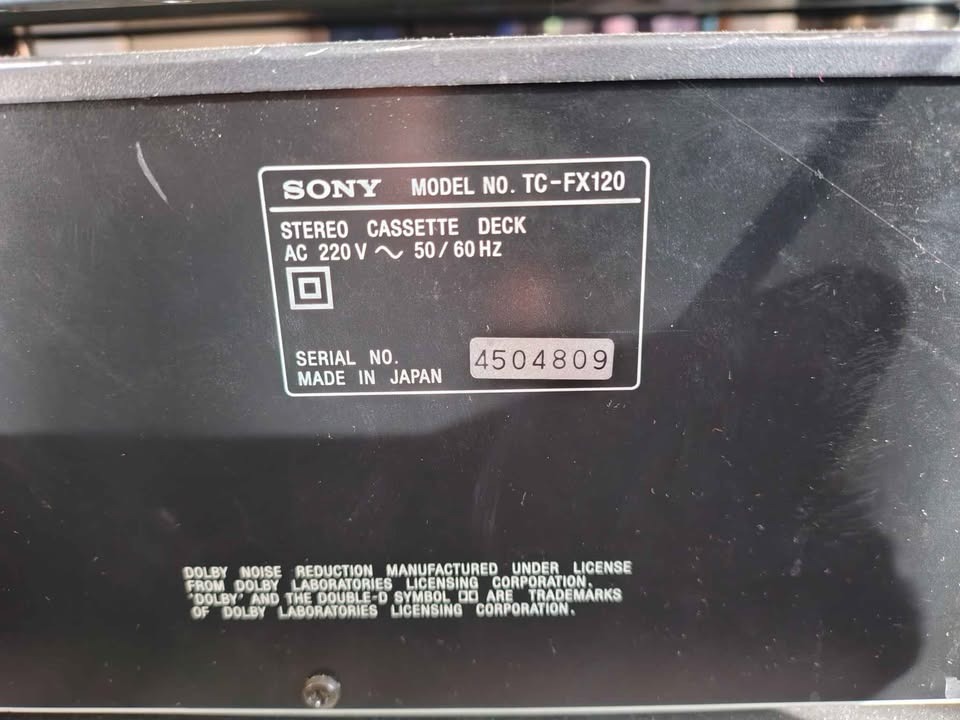 SONY MODEL NO. TC-FX120
STEREO CASSETTE DECK
AC 220V ~ 50/60Hz
SERIAL NO. 4504809
MADE IN JAPAN
DOLBY NOISE REDUCTION MANUFACTURED UNDER LICENSE
FROM DOLBY LABORATORIES LICENSING CORPORATION.
'DOLBY' AND THE DOUBLE-D SYMBOL ARE TRADEMARKS
OF DOLBY LABORATORIES LICENSING CORPORATION.